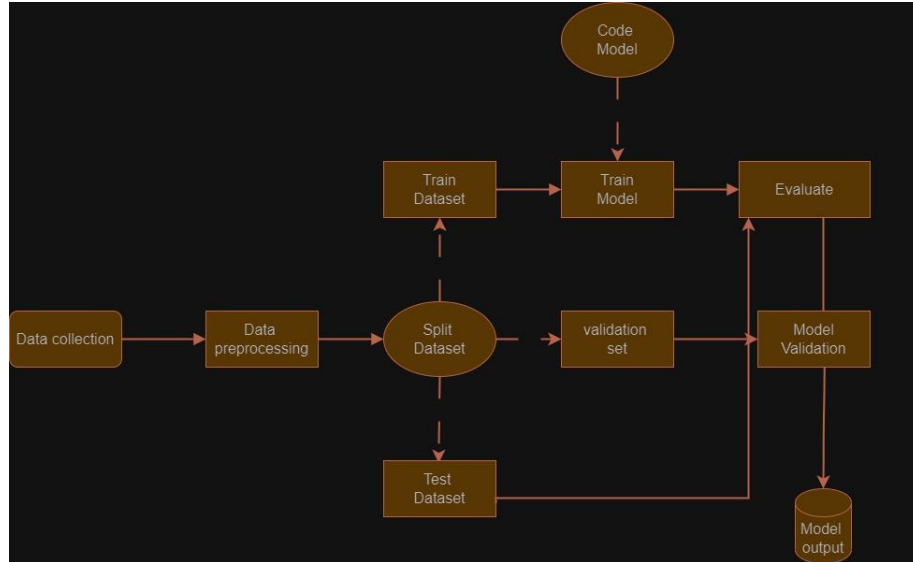 Code
Model
Train
Dataset
Train
Model
Evaluate
Data collection
Data
preprocessing
Split
Dataset
validation
set
Model
Validation
Test
Dataset
Model
output